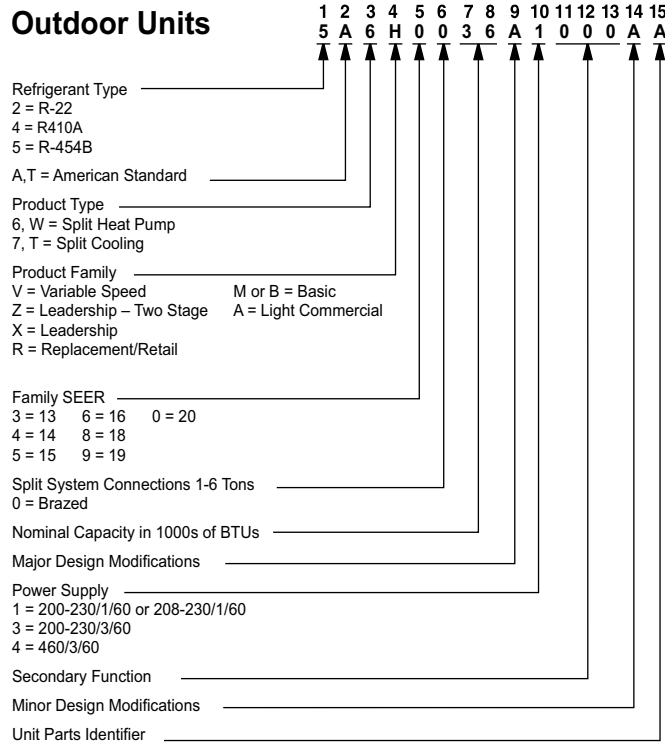 Outdoor Units
1 2 3 4 5 6 7 8 9 10 11 12 13 14 15
5 A 6 H 0 0 3 6 A 1 0 0 0 A A
Refrigerant Type
2 = R-22
4 = R410A
5 = R-454B
A,T = American Standard
Product Type
6, W = Split Heat Pump
7, T = Split Cooling
Product Family
V = Variable Speed M or B = Basic
Z = Leadership – Two Stage A = Light Commercial
X = Leadership
R = Replacement/Retail
Family SEER
3 = 13 6 = 16 0 = 20
4 = 14 8 = 18
5 = 15 9 = 19
Split System Connections 1-6 Tons
0 = Brazed
Nominal Capacity in 1000s of BTUs
Major Design Modifications
Power Supply
1 = 200-230/1/60 or 208-230/1/60
3 = 200-230/3/60
4 = 460/3/60
Secondary Function
Minor Design Modifications
Unit Parts Identifier